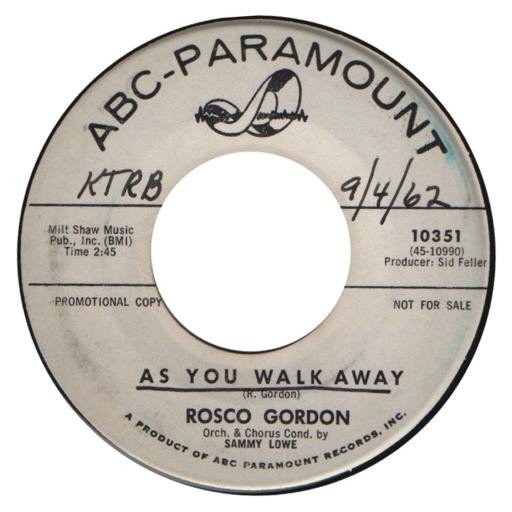 ABC-PARAMOUNT
KTRB
9/4/62
Milt Shaw Music
Pub., Inc. (BMI)
Time 2:45
10351
(45-10990)
Producer: Sid Feller
PROMOTIONAL COPY
NOT FOR SALE
AS YOU WALK AWAY
(R. Gordon)
ROSCO GORDON
Orch. & Chorus Cond. by
SAMMY LOWE
A PRODUCT OF ABC PARAMOUNT RECORDS, INC.